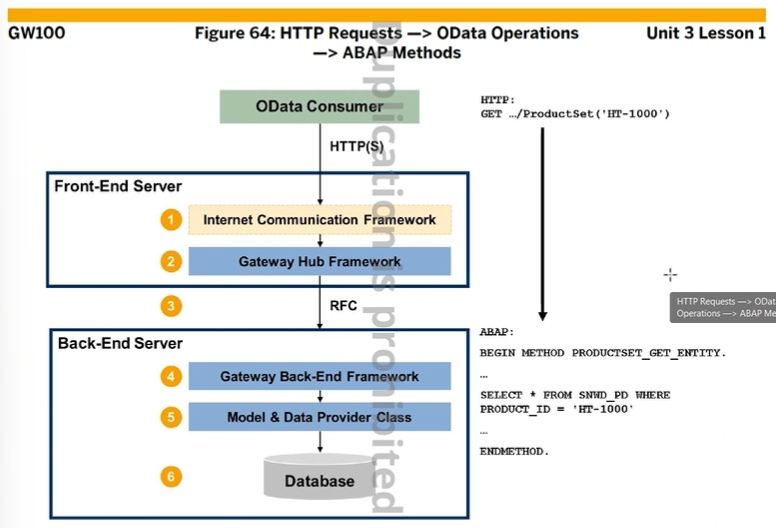 GW100
Figure 64: HTTP Requests —> OData Operations
—> ABAP Methods
Unit 3 Lesson 1
OData Consumer
HTTP(S)
Front-End Server
1 Internet Communication Framework
2 Gateway Hub Framework
3 RFC
Back-End Server
4 Gateway Back-End Framework
5 Model & Data Provider Class
6 Database
HTTP:
GET …/ProductSet('HT-1000')
HTTP Requests —> OData
Operations —> ABAP Me
ABAP:
BEGIN METHOD PRODUCTSET_GET_ENTITY.
…
SELECT * FROM SNWD_PD WHERE
PRODUCT_ID = 'HT-1000'
…
ENDMETHOD.
Duplication is prohibited